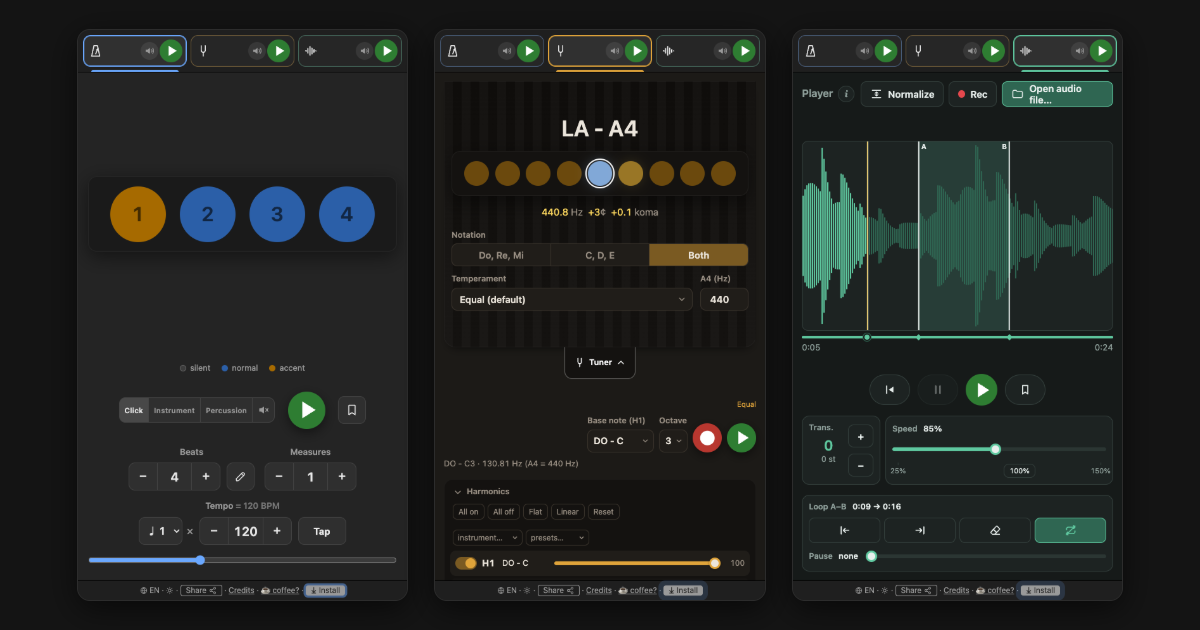 1
2
3
4
silent
normal
accent
Click
Instrument
Percussion
Beats
Measures
− 4 +
− 1 +
Tempo = 120 BPM
♩ 1
×
− 120 +
Tap
EN · Share · Credits · coffee? · Install
LA - A4
440.8 Hz +3¢ +0.1 koma
Notation
Do, Re, Mi
C, D, E
Both
Temperament
A4 (Hz)
Equal (default)
440
Tuner
Equal
Base note (H1)
Octave
DO - C
3
DO - C3 · 130.81 Hz (A4 = 440 Hz)
Harmonics
All on
All off
Flat
Linear
Reset
instrument...
presets...
H1 DO - C
100
EN · Share · Credits · coffee? · Install
Player
i
Normalize
Rec
Open audio
file...
A
B
0:05
0:24
Trans.
0
0 st
+
−
Speed 85%
25%
100%
150%
Loop A–B 0:09 → 0:16
Pause none
EN · Share · Credits · coffee? · Install